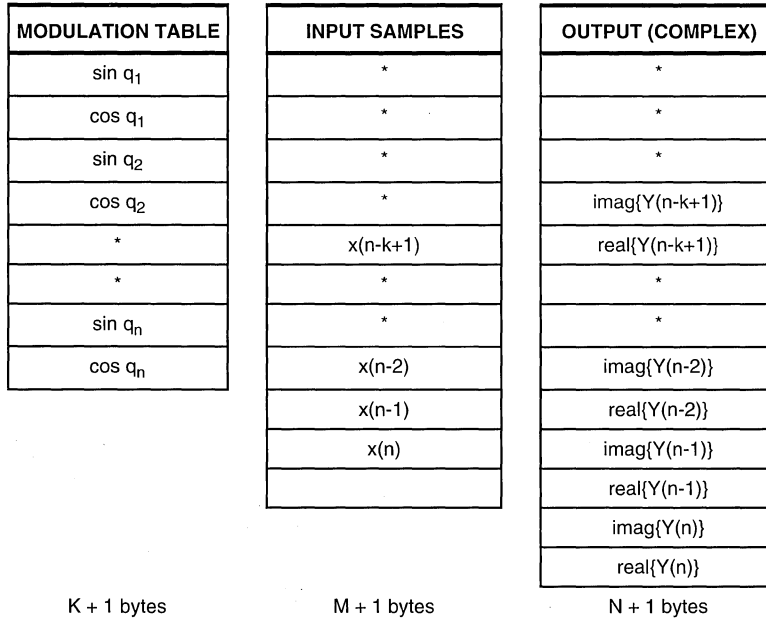 MODULATION TABLE
sin q1
cos q1
sin q2
cos q2
*
*
sin qn
cos qn
K + 1 bytes
INPUT SAMPLES
*
*
*
*
x(n-k+1)
*
*
x(n-2)
x(n-1)
x(n)
M + 1 bytes
OUTPUT (COMPLEX)
*
*
*
imag{Y(n-k+1)}
real{Y(n-k+1)}
*
*
imag{Y(n-2)}
real{Y(n-2)}
imag{Y(n-1)}
real{Y(n-1)}
imag{Y(n)}
real{Y(n)}
N + 1 bytes